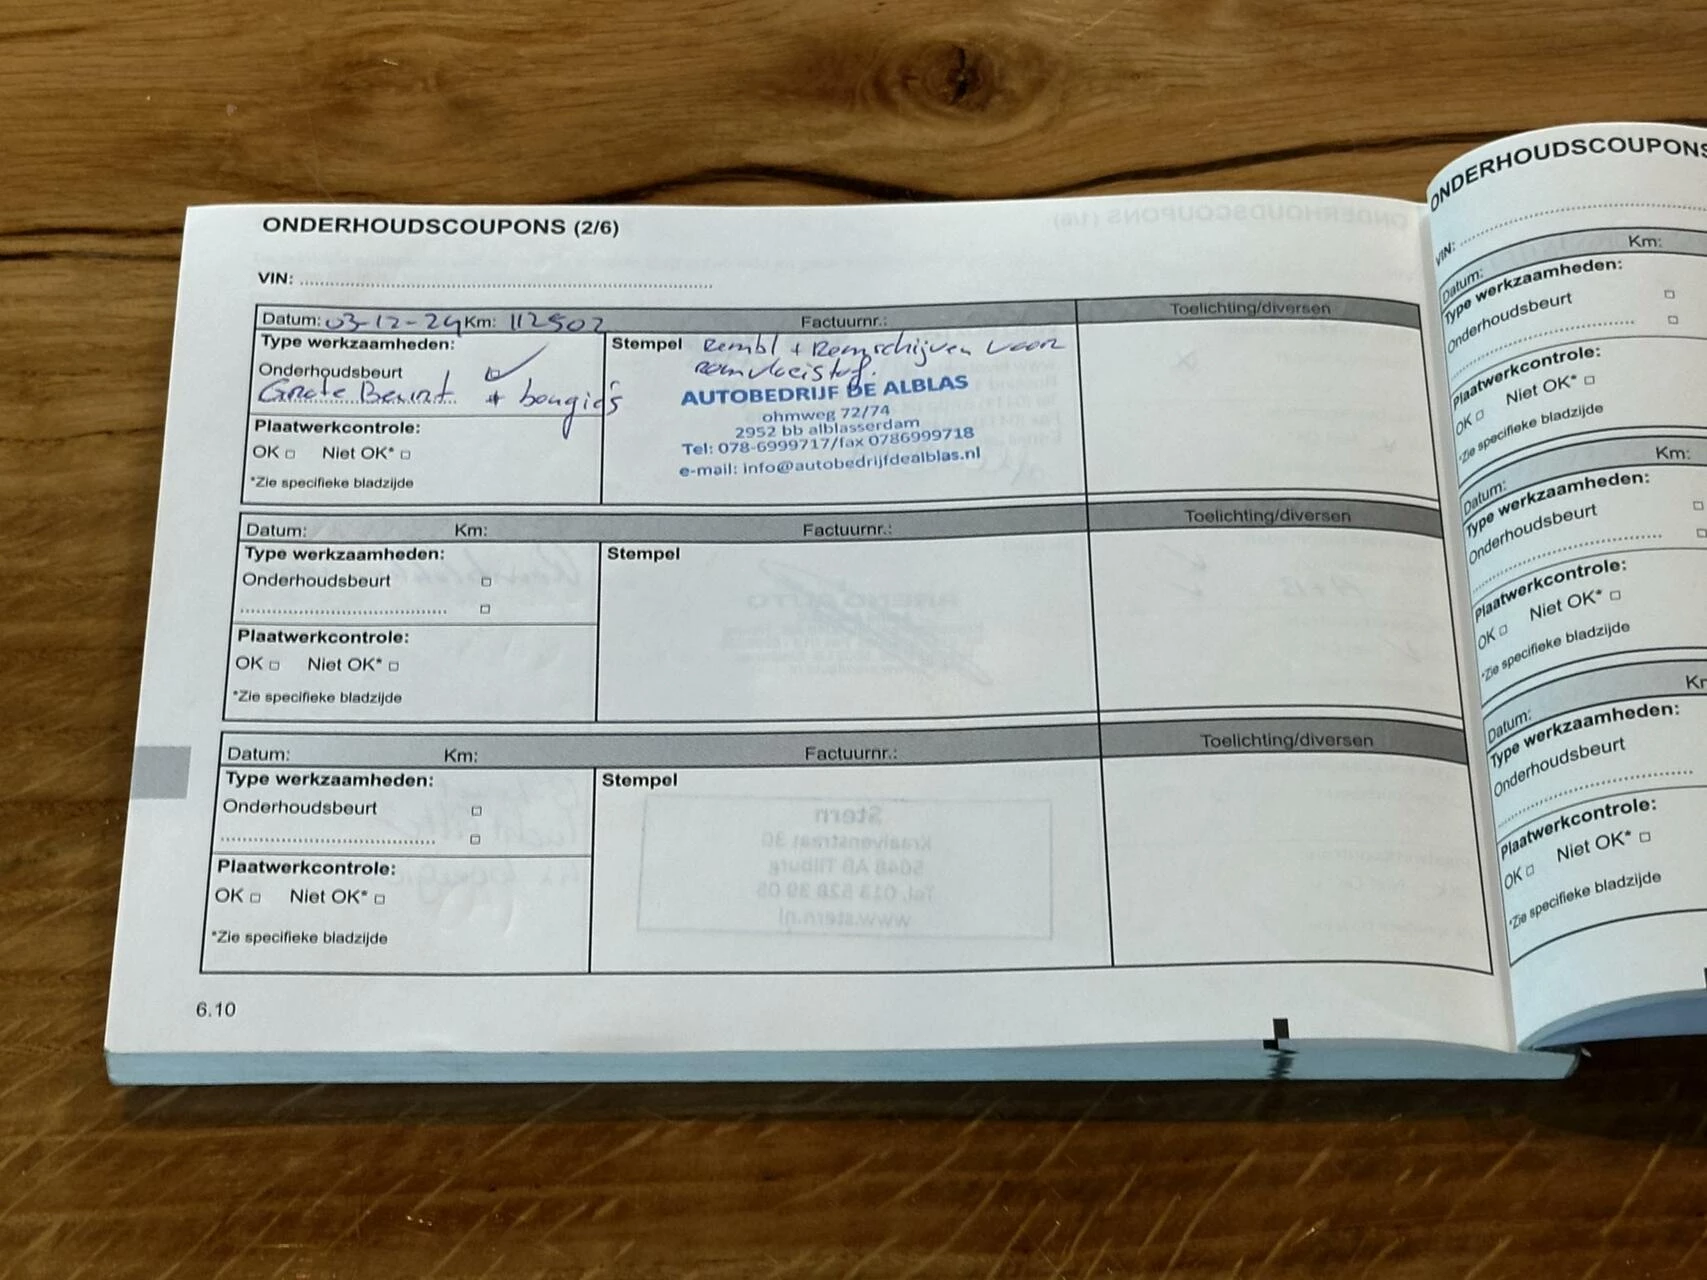 ONDERHOUDSCOUPONS (2/6)
VIN:
Datum: 03-12-24 Km: 112502 Factuurnr.: Toelichting/diversen
Type werkzaamheden:
Stempel Rembl + Remschijven voor
remvloeistof.
Onderhoudsbeurt
Grote Beurt + bougies
AUTOBEDRIJF DE ALBLAS
ohmweg 72/74
2952 bb alblasserdam
Tel: 078-6999717/fax 0786999718
e-mail: info@autobedrijfdealblas.nl
Plaatwerkcontrole:
OK Niet OK*
*Zie specifieke bladzijde
Datum: Km: Factuurnr.: Toelichting/diversen
Type werkzaamheden:
Stempel
Onderhoudsbeurt
Plaatwerkcontrole:
OK Niet OK*
*Zie specifieke bladzijde
Datum: Km: Factuurnr.: Toelichting/diversen
Type werkzaamheden:
Stempel
Onderhoudsbeurt
Plaatwerkcontrole:
OK Niet OK*
*Zie specifieke bladzijde
6.10
ONDERHOUDSCOUPONS
VIN:
Datum: Km:
Type werkzaamheden:
Onderhoudsbeurt
Plaatwerkcontrole:
OK Niet OK*
*Zie specifieke bladzijde
Datum: Km:
Type werkzaamheden:
Onderhoudsbeurt
Plaatwerkcontrole:
OK Niet OK*
*Zie specifieke bladzijde
Datum:
Type werkzaamheden:
Onderhoudsbeurt
Plaatwerkcontrole:
OK Niet OK*
*Zie specifieke bladzijde